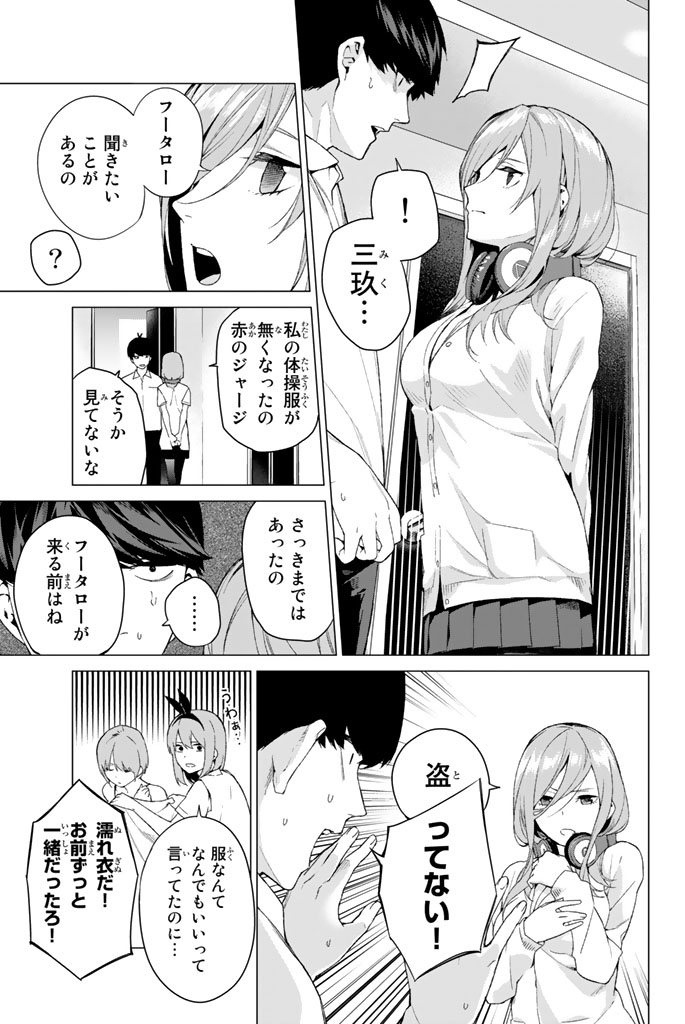 ！
三玖…
フータロー
聞きたい
ことが
あるの
？
私の体操服が
無くなったの
赤のジャージ
そうか
見てないな
さっきまでは
あったの
……
フータローが
来る前はね
盗
ってない！
うわぁ…
服なんて
なんでもいいって
言ってたのに…
濡れ衣だ！
お前ずっと
一緒だったろ！